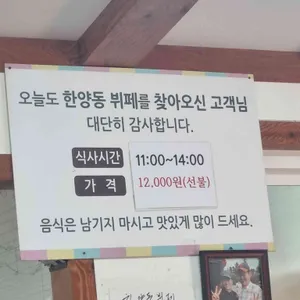 오늘도 한양동 뷔페를 찾아오신 고객님
대단히 감사합니다.
식사시간 11:00~14:00
가 격 12,000원(선불)
음식은 남기지 마시고 맛있게 많이 드세요.